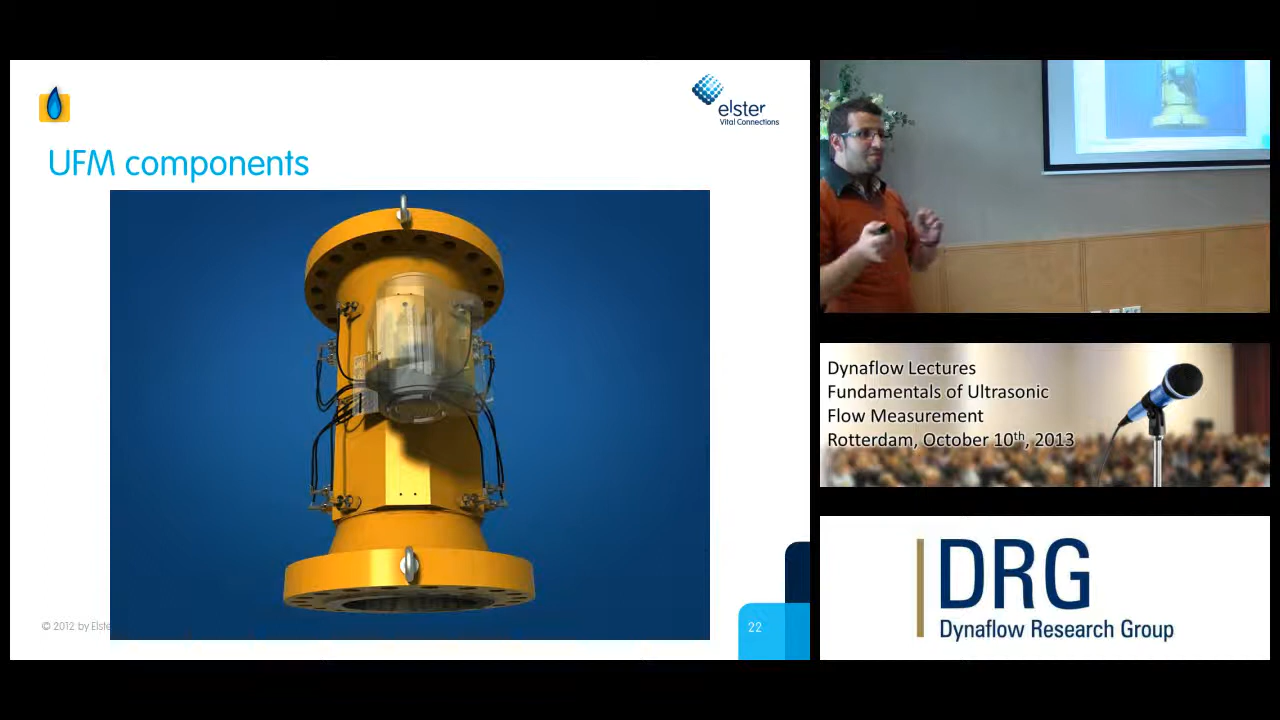 elster
Vital Connections
UFM components
© 2012 by Elste
22
Dynaflow Lectures
Fundamentals of Ultrasonic
Flow Measurement
Rotterdam, October 10th, 2013
DRG
Dynaflow Research Group